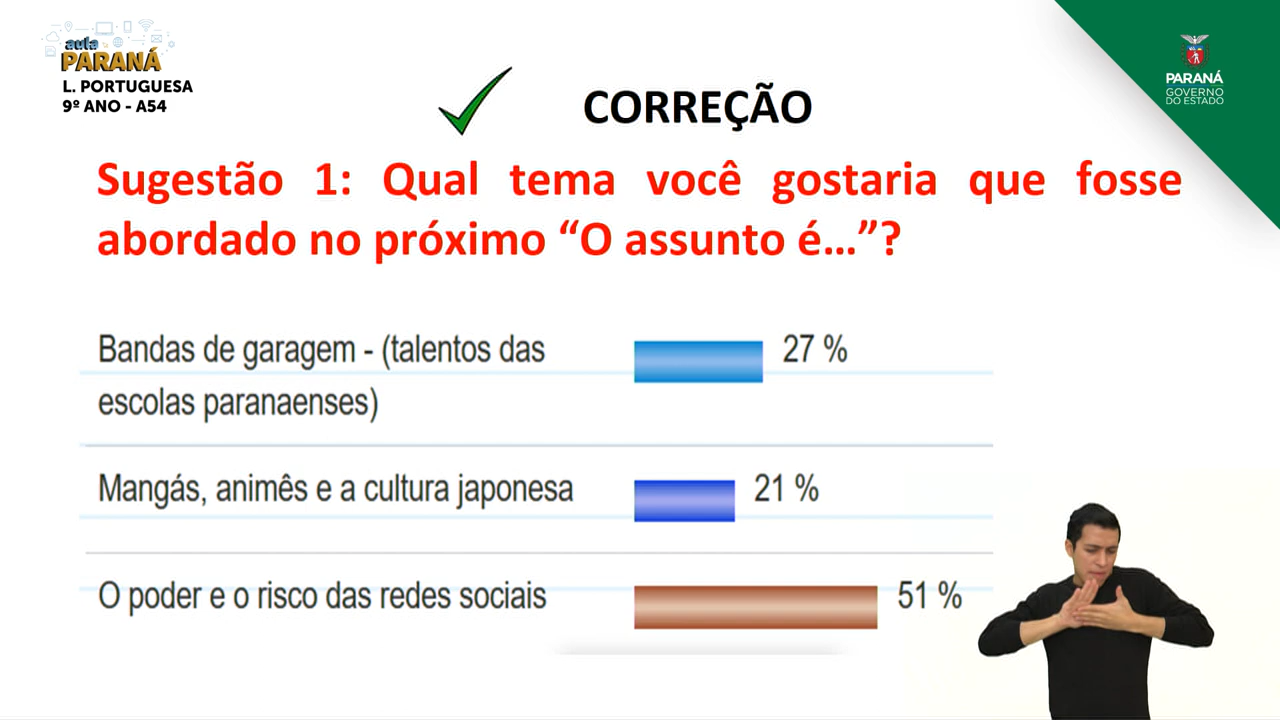 aula
PARANÁ
L. PORTUGUESA
9º ANO - A54
PARANÁ
GOVERNO
DO ESTADO
CORREÇÃO
Sugestão 1: Qual tema você gostaria que fosse
abordado no próximo “O assunto é...”?
Bandas de garagem - (talentos das
escolas paranaenses)
27 %
Mangás, animês e a cultura japonesa
21 %
O poder e o risco das redes sociais
51 %